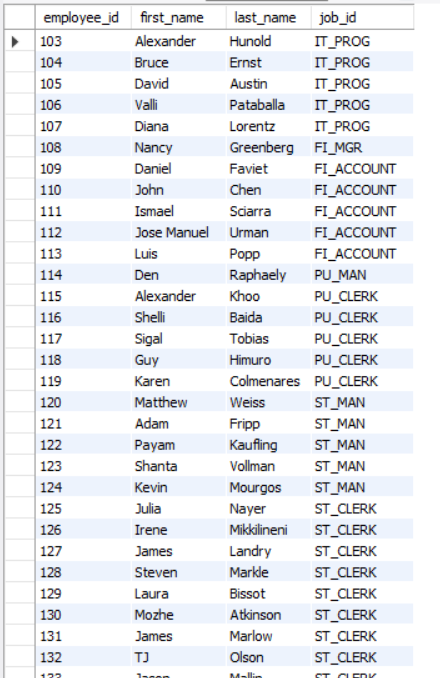 employee_id first_name last_name job_id
103 Alexander Hunold IT_PROG
104 Bruce Ernst IT_PROG
105 David Austin IT_PROG
106 Valli Pataballa IT_PROG
107 Diana Lorentz IT_PROG
108 Nancy Greenberg FI_MGR
109 Daniel Faviet FI_ACCOUNT
110 John Chen FI_ACCOUNT
111 Ismael Sciarra FI_ACCOUNT
112 Jose Manuel Urman FI_ACCOUNT
113 Luis Popp FI_ACCOUNT
114 Den Raphaely PU_MAN
115 Alexander Khoo PU_CLERK
116 Shelli Baida PU_CLERK
117 Sigal Tobias PU_CLERK
118 Guy Himuro PU_CLERK
119 Karen Colmenares PU_CLERK
120 Matthew Weiss ST_MAN
121 Adam Fripp ST_MAN
122 Payam Kaufling ST_MAN
123 Shanta Vollman ST_MAN
124 Kevin Mourgos ST_MAN
125 Julia Nayer ST_CLERK
126 Irene Mikkilineni ST_CLERK
127 James Landry ST_CLERK
128 Steven Markle ST_CLERK
129 Laura Bissot ST_CLERK
130 Mozhe Atkinson ST_CLERK
131 James Marlow ST_CLERK
132 TJ Olson ST_CLERK
133 Jason Mallin ST_CLERK